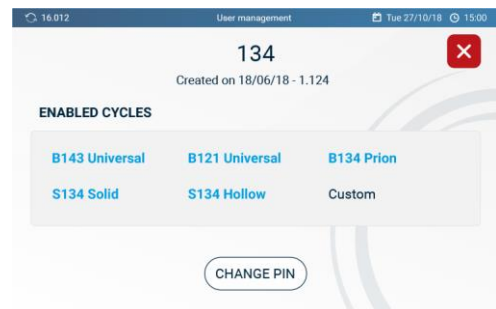 16.012 User management Tue 27/10/18 15:00
134
Created on 18/06/18 - 1.124
ENABLED CYCLES
B143 Universal B121 Universal B134 Prion
S134 Solid S134 Hollow Custom
CHANGE PIN